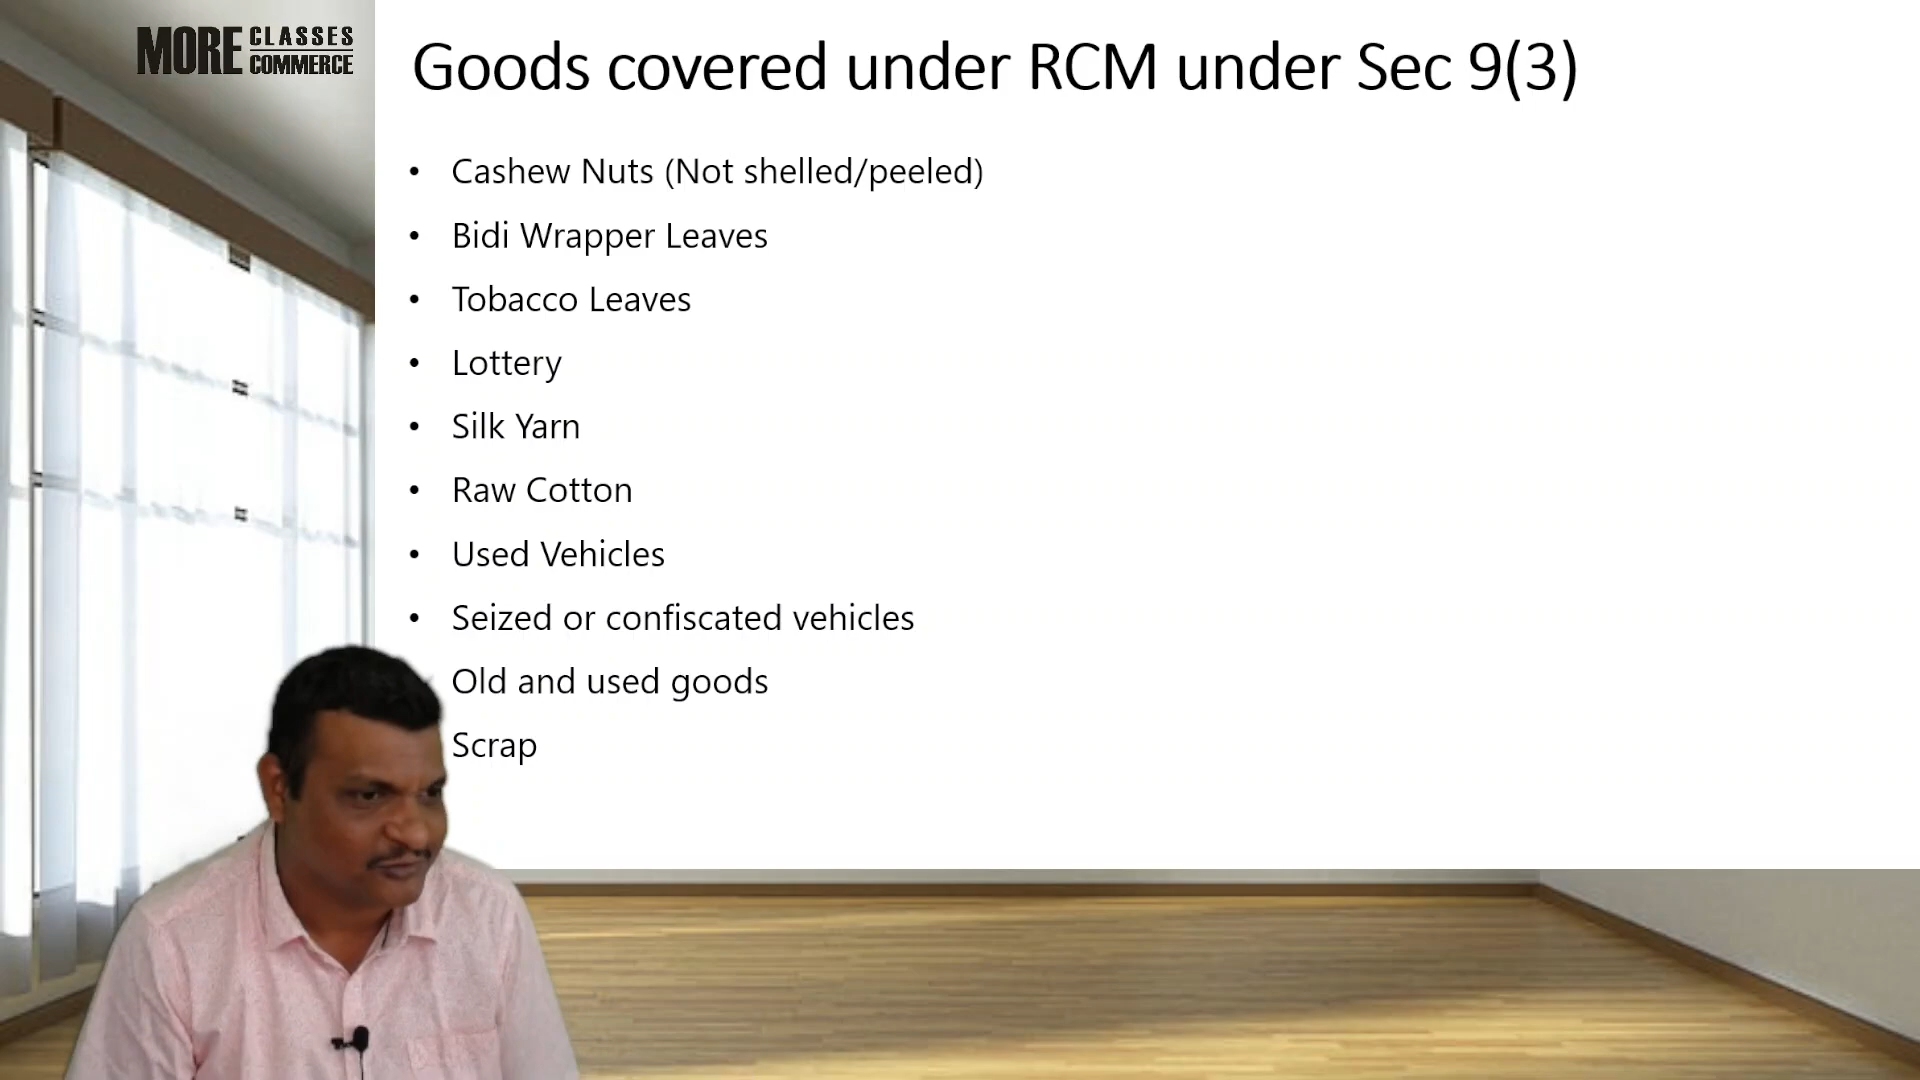 MORE CLASSES COMMERCE
Goods covered under RCM under Sec 9(3)
• Cashew Nuts (Not shelled/peeled)
• Bidi Wrapper Leaves
• Tobacco Leaves
• Lottery
• Silk Yarn
• Raw Cotton
• Used Vehicles
• Seized or confiscated vehicles
Old and used goods
Scrap